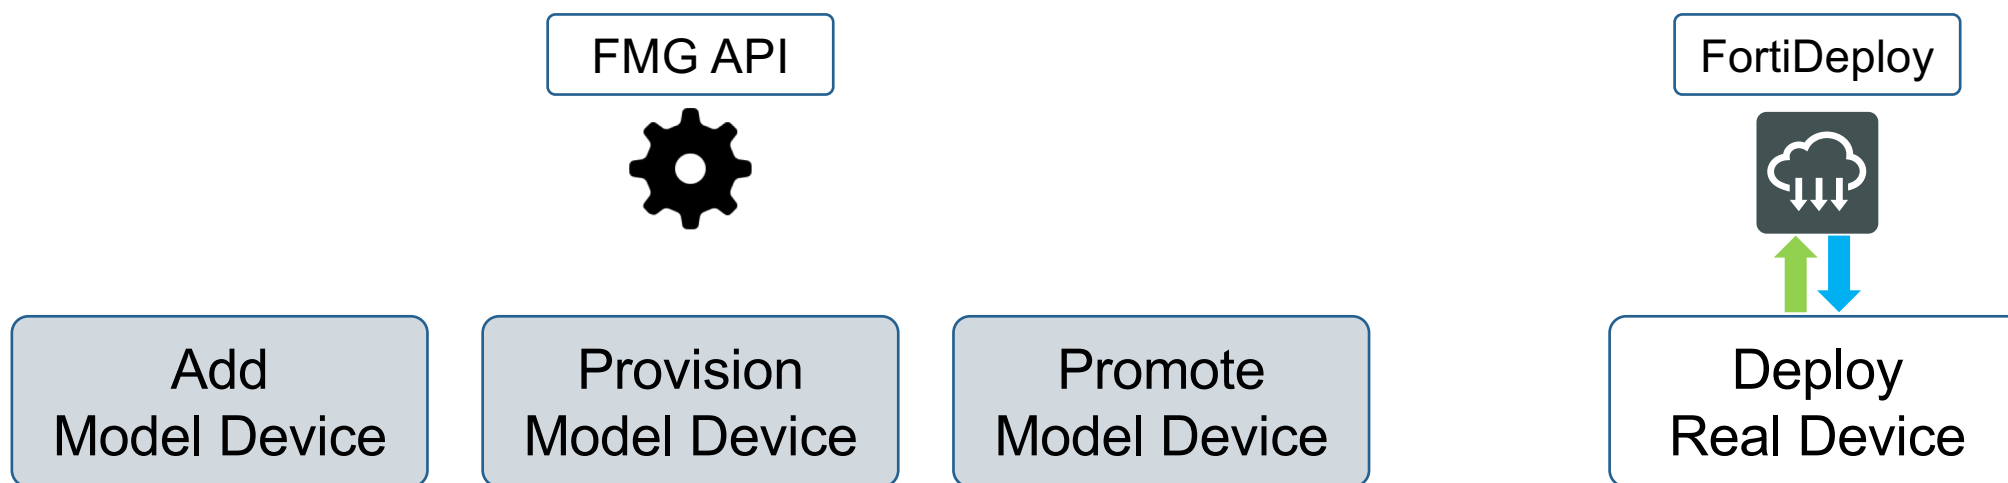 FMG API
FortiDeploy
Add
Model Device
Provision
Model Device
Promote
Model Device
Deploy
Real Device